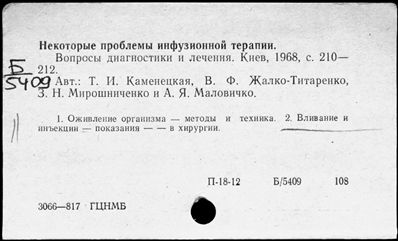 Некоторые проблемы инфузионной терапии.
Вопросы диагностики и лечения. Киев, 1968, с. 210—
212.
Б
5409
Авт.: Т. И. Каменецкая, В. Ф. Жалко-Титаренко,
З. Н. Мирошниченко и А. Я. Маловичко.
1. Оживление организма — методы и техника. 2. Вливание и
инъекции — показания — — в хирургии.
П-18-12 Б/5409 108
3066—817 ГЦНМБ